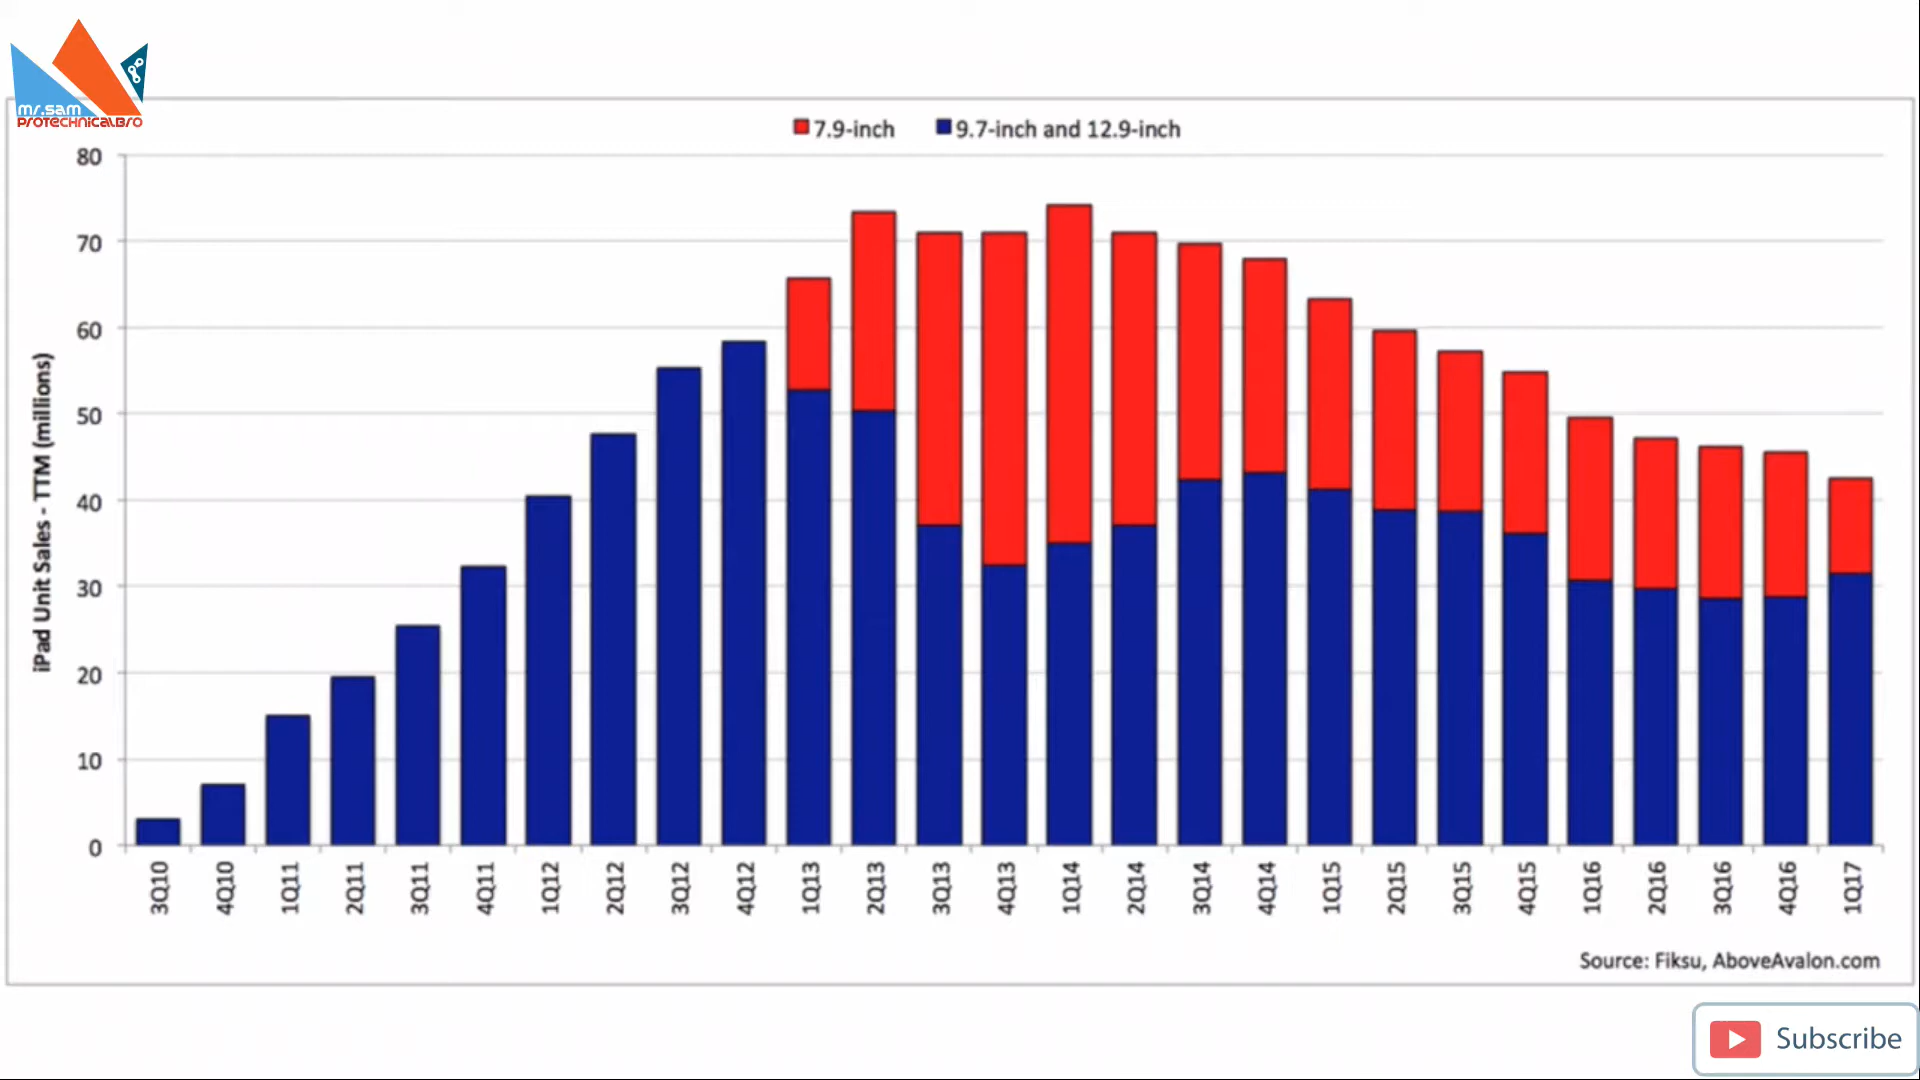 mr.sam
PROTECHNICALBRO
7.9-inch
9.7-inch and 12.9-inch
80
70
60
50
40
30
20
10
0
iPad Unit Sales - TTM (millions)
3Q10
4Q10
1Q11
2Q11
3Q11
4Q11
1Q12
2Q12
3Q12
4Q12
1Q13
2Q13
3Q13
4Q13
1Q14
2Q14
3Q14
4Q14
1Q15
2Q15
3Q15
4Q15
1Q16
2Q16
3Q16
4Q16
1Q17
Source: Fiksu, AboveAvalon.com
Subscribe